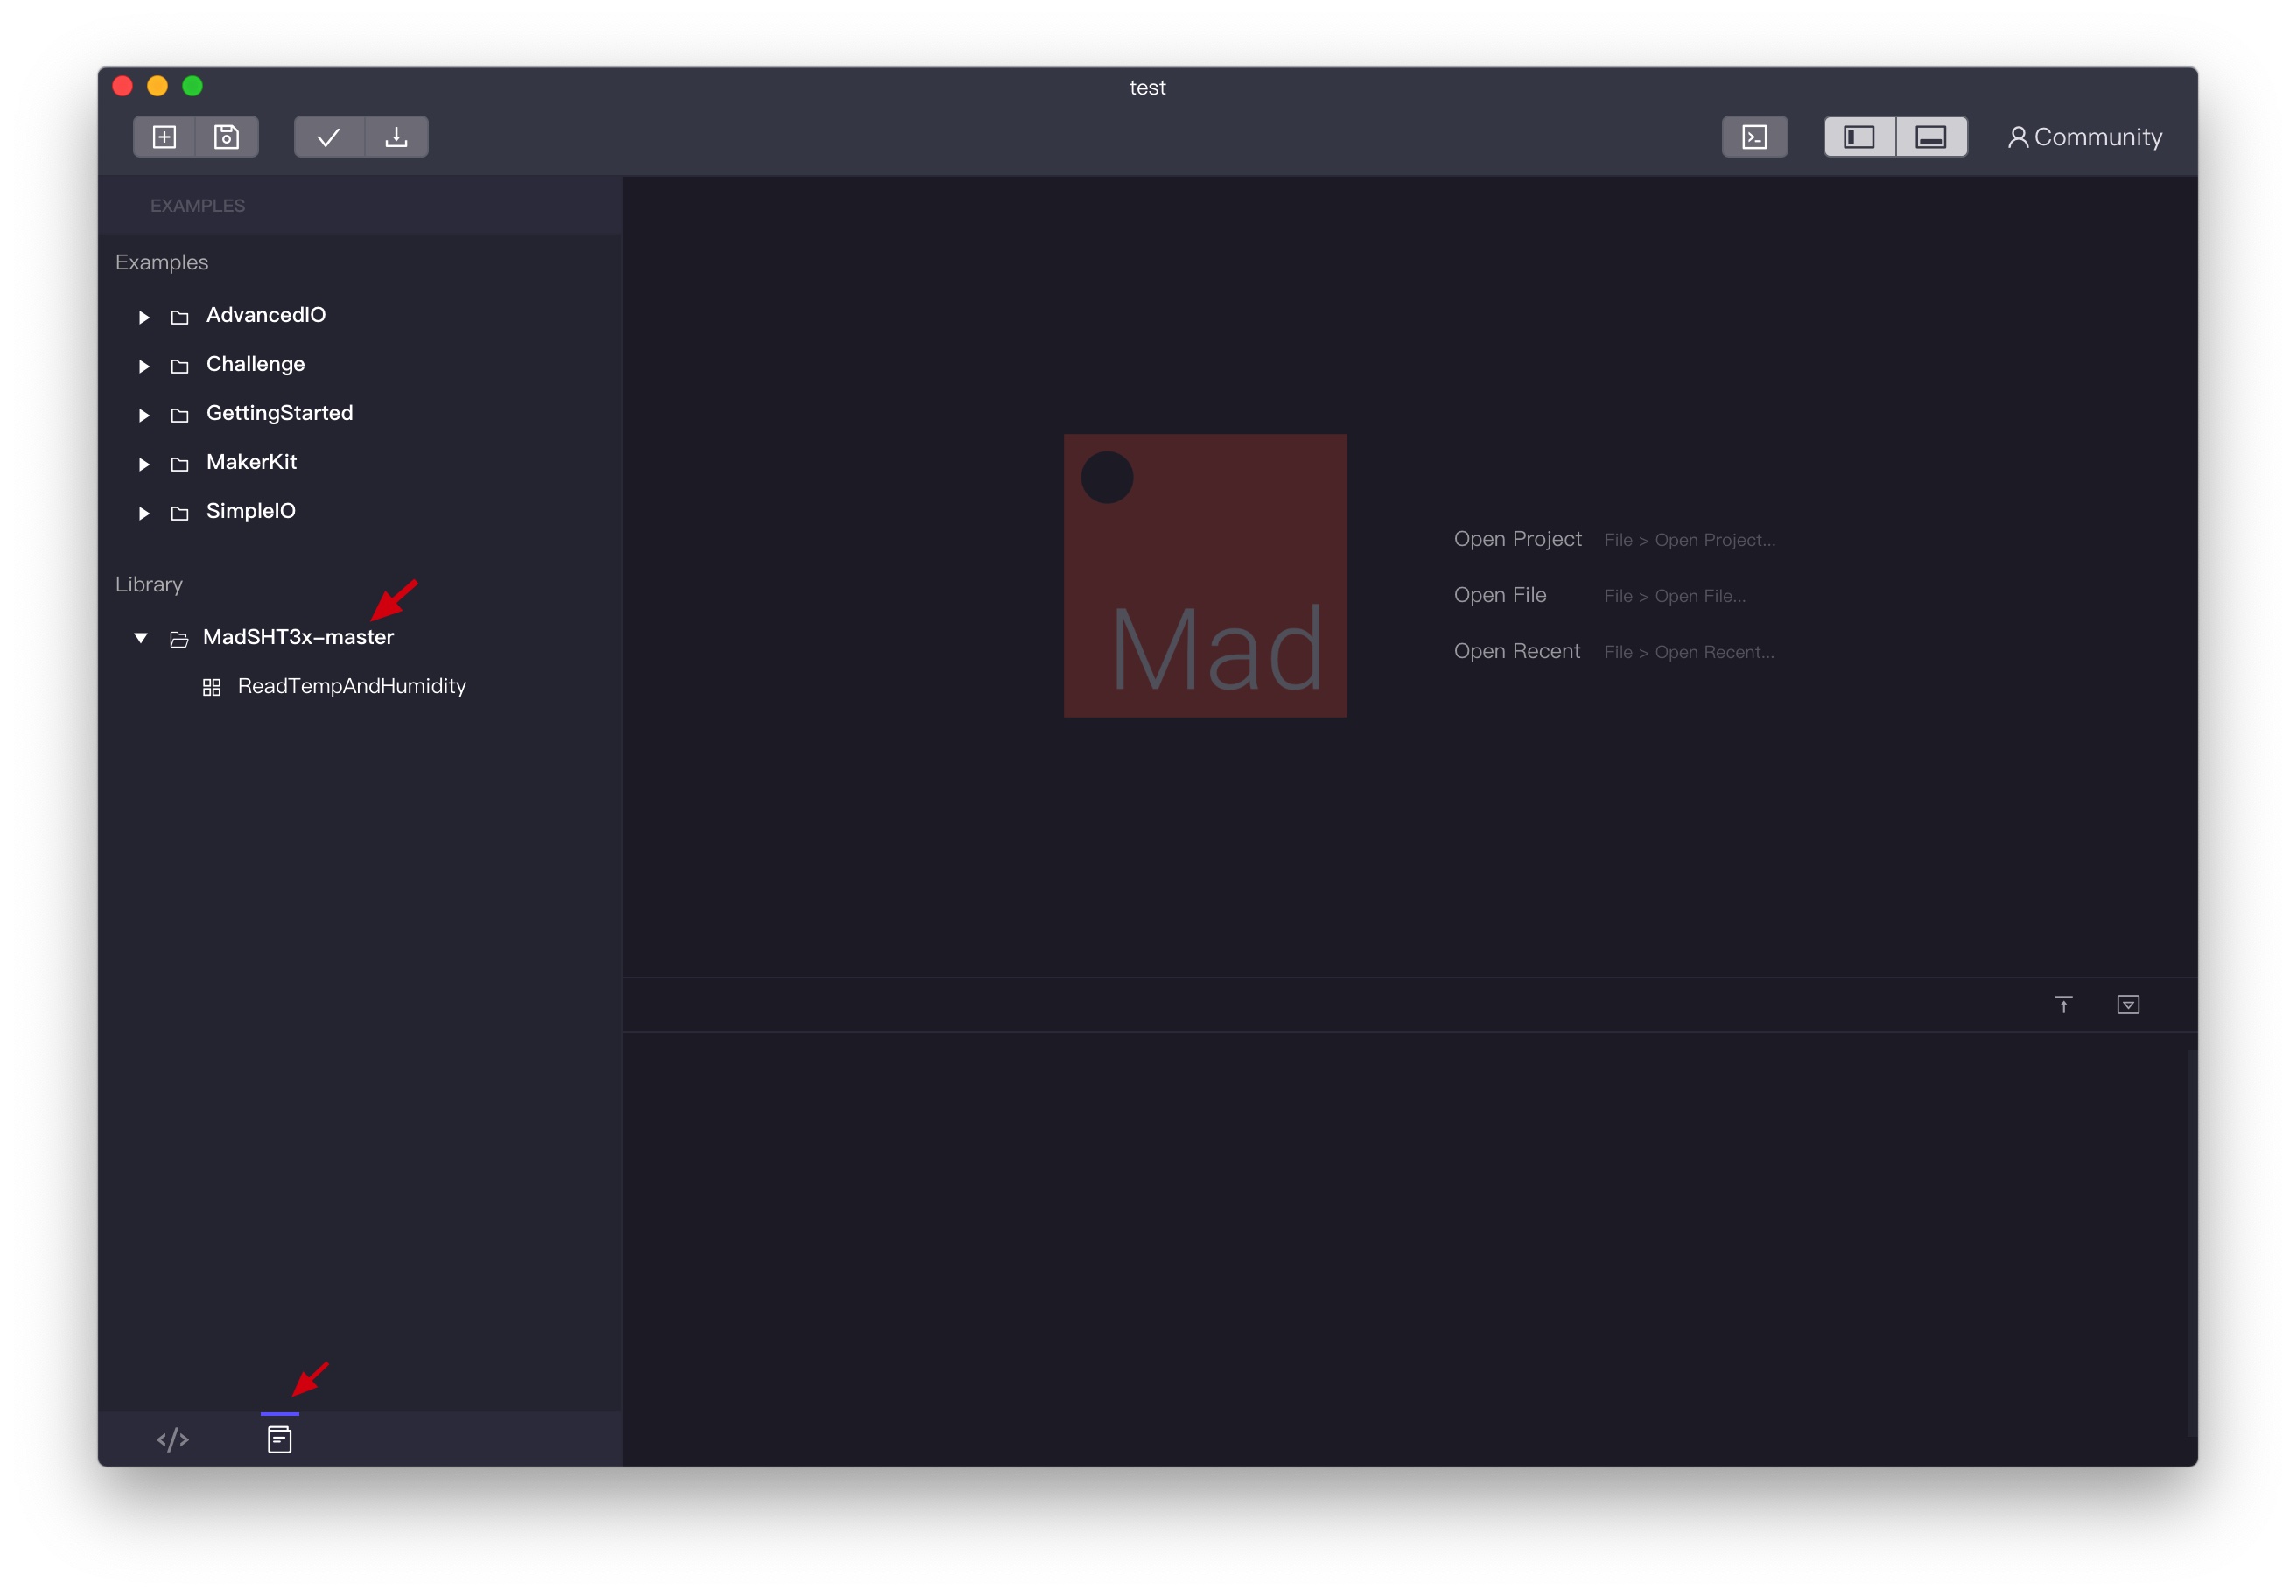 test
Community
EXAMPLES
Examples
AdvancedIO
Challenge
GettingStarted
MakerKit
SimpleIO
Library
MadSHT3x-master
ReadTempAndHumidity
Mad
Open Project File > Open Project...
Open File File > Open File...
Open Recent File > Open Recent...